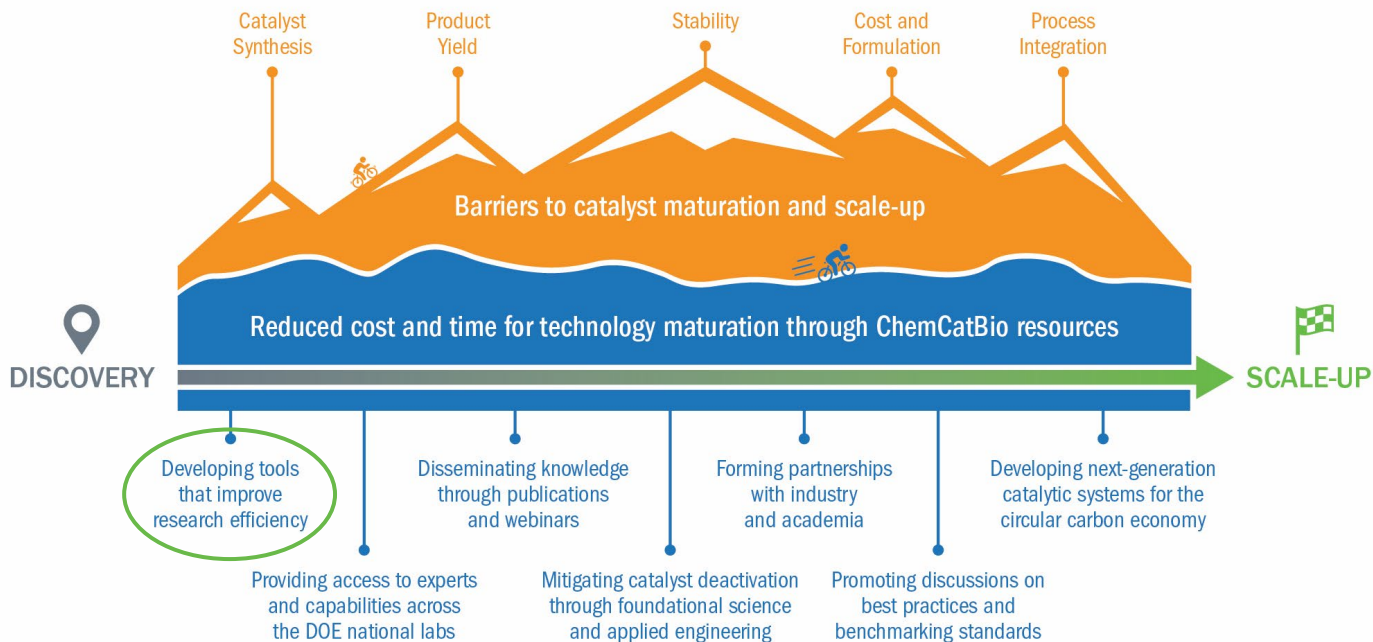 Catalyst
Synthesis
Product
Yield
Stability
Cost and
Formulation
Process
Integration
Barriers to catalyst maturation and scale-up
Reduced cost and time for technology maturation through ChemCatBio resources
DISCOVERY
SCALE-UP
Developing tools
that improve
research efficiency
Disseminating knowledge
through publications
and webinars
Forming partnerships
with industry
and academia
Developing next-generation
catalytic systems for the
circular carbon economy
Providing access to experts
and capabilities across
the DOE national labs
Mitigating catalyst deactivation
through foundational science
and applied engineering
Promoting discussions on
best practices and
benchmarking standards